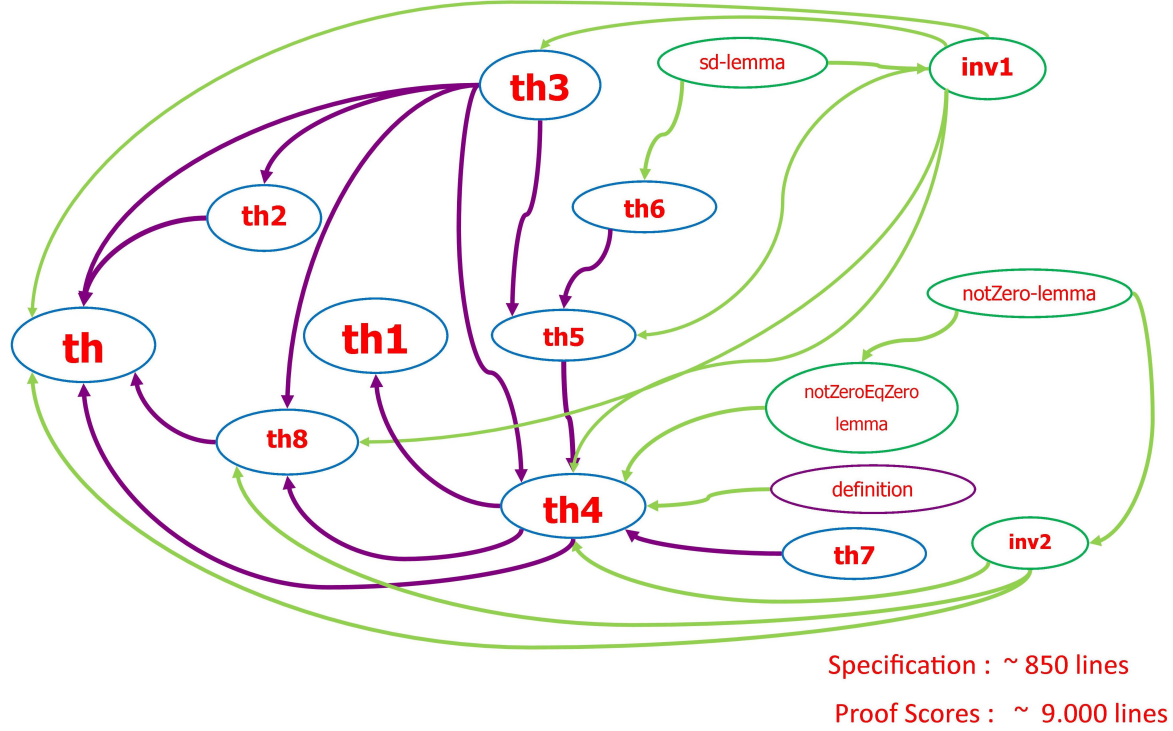 sd-lemma
inv1
th3
th2
th6
notZero-lemma
th
th1
th5
notZeroEqZero
lemma
th8
definition
th4
inv2
th7
Specification : ~ 850 lines
Proof Scores : ~ 9.000 lines